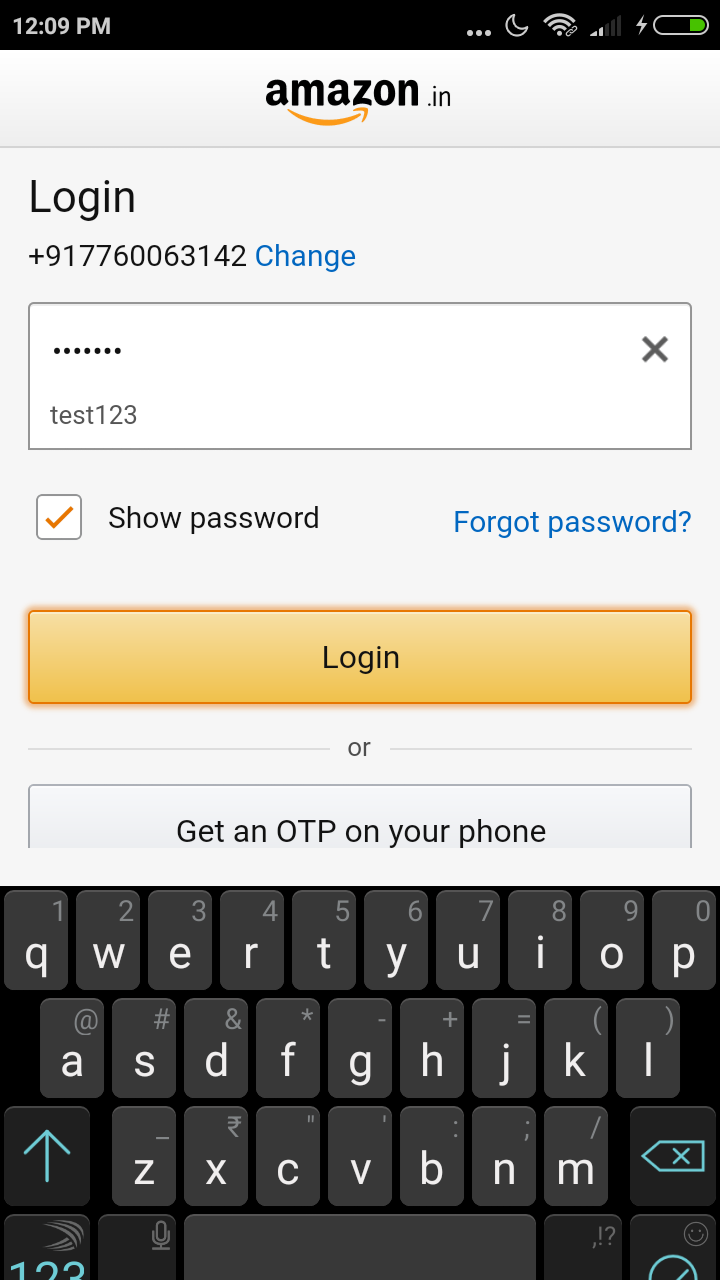 12:09 PM
amazon.in
Login
+917760063142 Change
•••••••
test123
Show password
Forgot password?
Login
or
Get an OTP on your phone
1 2 3 4 5 6 7 8 9 0
q w e r t y u i o p
@ # & * - + = ( )
a s d f g h j k l
_ ₹ " ' : ; /
z x c v b n m
,!?
123